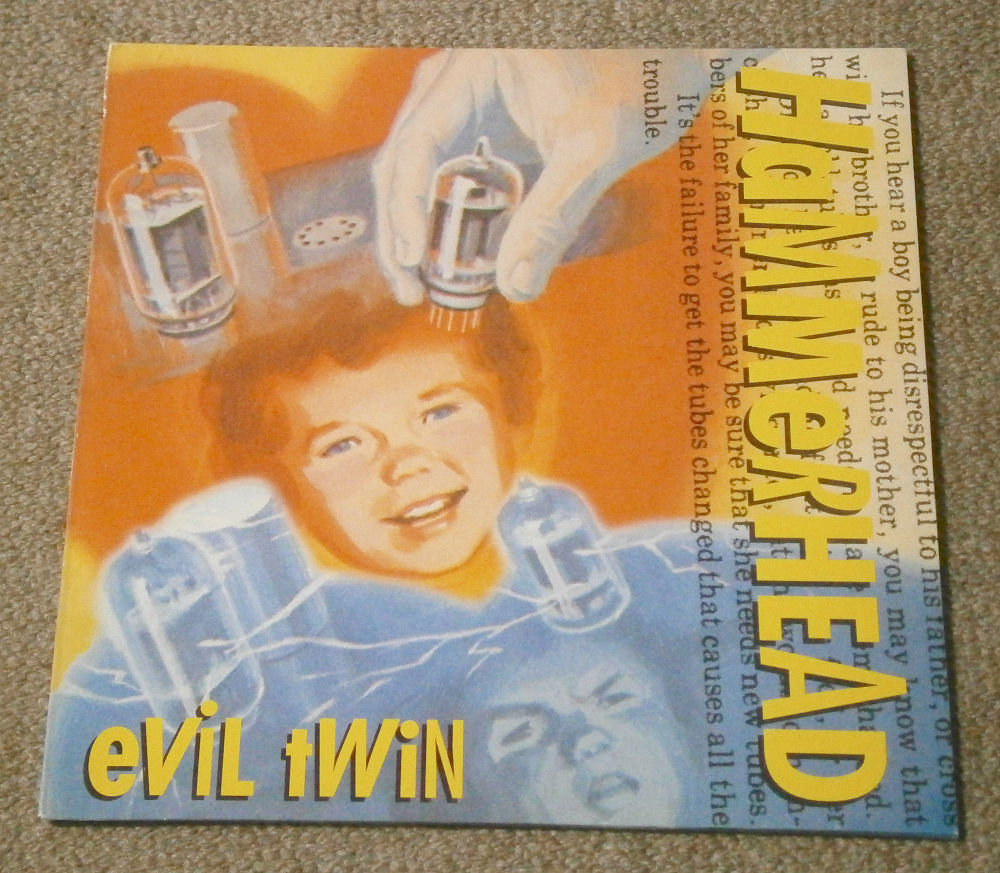 HaMMeRHEAD
If you hear a boy being disrespectful to his father, or cross
rude to his mother, you may know that
bers of her family, you may be sure that she needs new tubes.
It's the failure to get the tubes changed that causes all the
trouble.
eViL tWiN